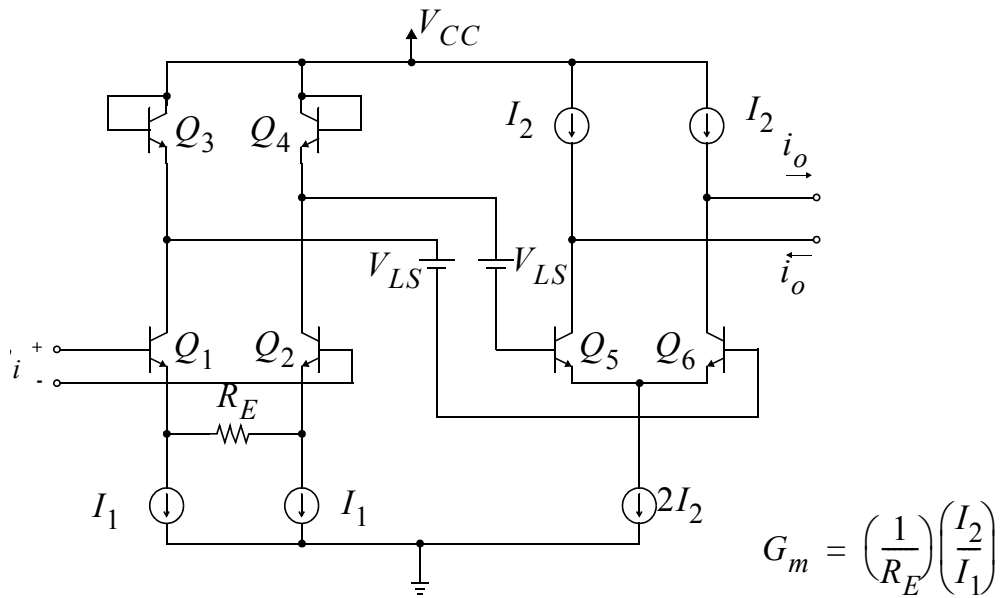 V_CC
Q_3
Q_4
I_2
I_2
i_o
V_LS
V_LS
i_o
+
-
i
Q_1
Q_2
Q_5
Q_6
R_E
I_1
I_1
2I_2
G_m = (1/R_E)(I_2/I_1)